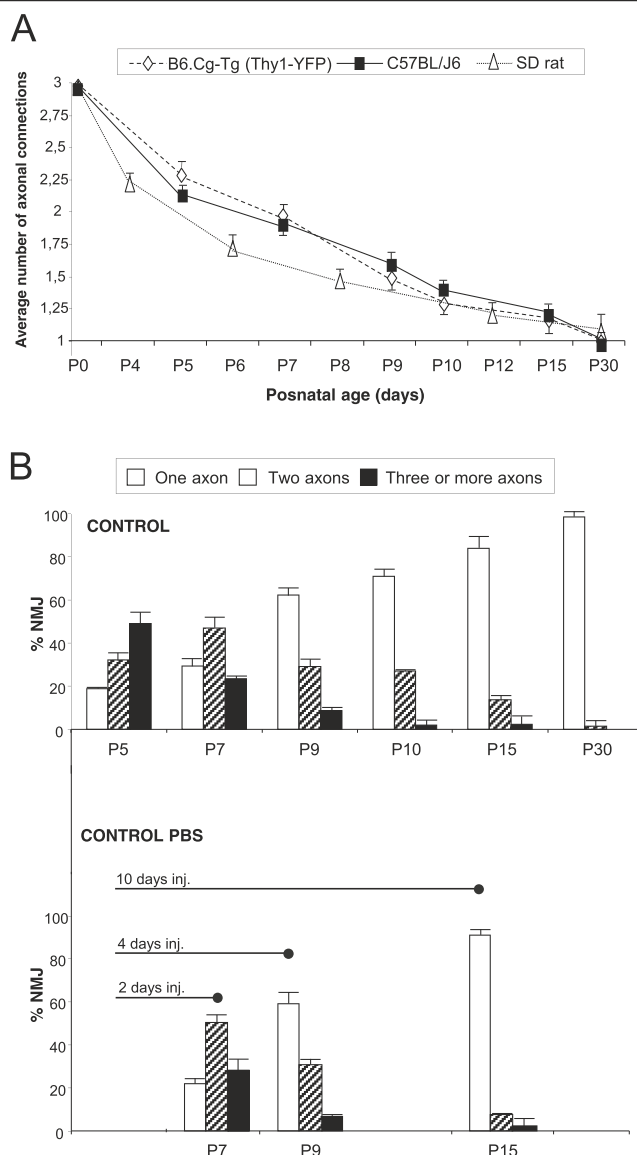 A
B6.Cg-Tg (Thy1-YFP) C57BL/J6 SD rat
Average number of axonal connections
3
2,75
2,5
2,25
2
1,75
1,5
1,25
1
P0 P4 P5 P6 P7 P8 P9 P10 P12 P15 P30
Posnatal age (days)
B
One axon Two axons Three or more axons
CONTROL
% NMJ
100
80
60
40
20
0
P5 P7 P9 P10 P15 P30
CONTROL PBS
10 days inj.
4 days inj.
2 days inj.
% NMJ
100
80
60
40
20
0
P7 P9 P15